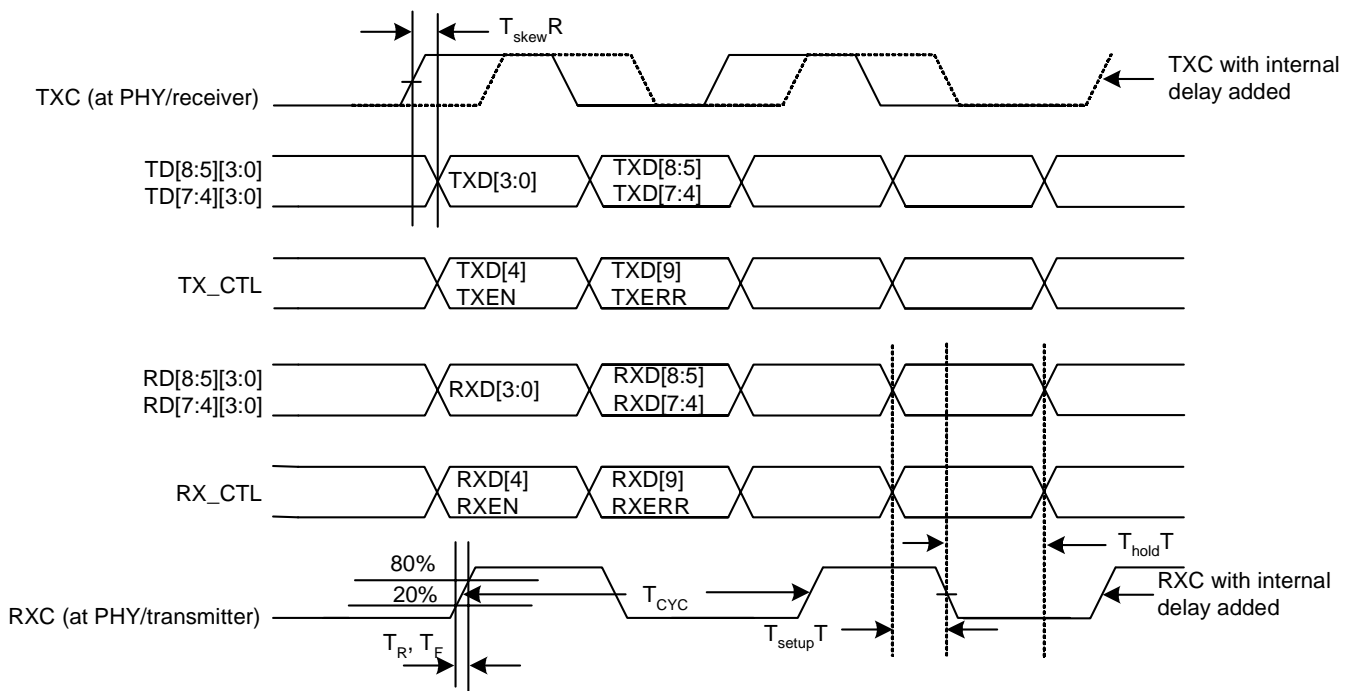 TskewR
TXC (at PHY/receiver)
TXC with internal
delay added
TD[8:5][3:0]
TD[7:4][3:0]
TXD[3:0]
TXD[8:5]
TXD[7:4]
TX_CTL
TXD[4]
TXEN
TXD[9]
TXERR
RD[8:5][3:0]
RD[7:4][3:0]
RXD[3:0]
RXD[8:5]
RXD[7:4]
RX_CTL
RXD[4]
RXEN
RXD[9]
RXERR
TholdT
80%
20%
RXC (at PHY/transmitter)
TCYC
RXC with internal
delay added
TsetupT
TR, TF